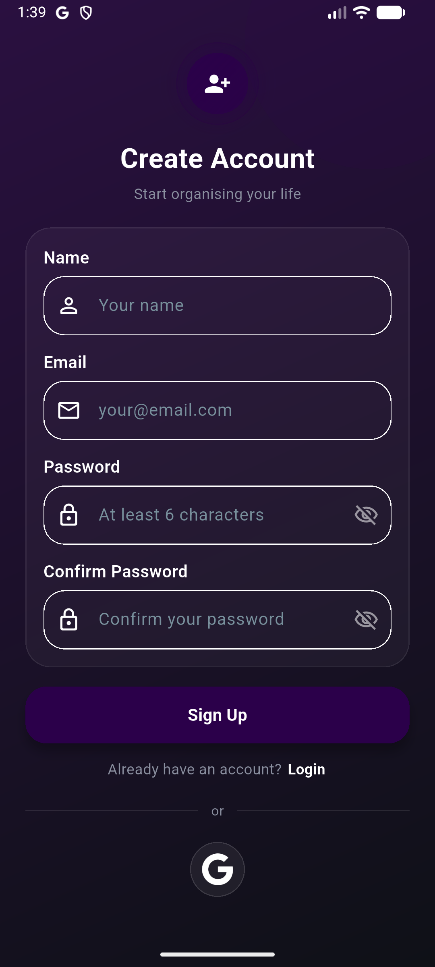 1:39
Create Account
Start organising your life
Name
Your name
Email
your@email.com
Password
At least 6 characters
Confirm Password
Confirm your password
Sign Up
Already have an account? Login
or
G